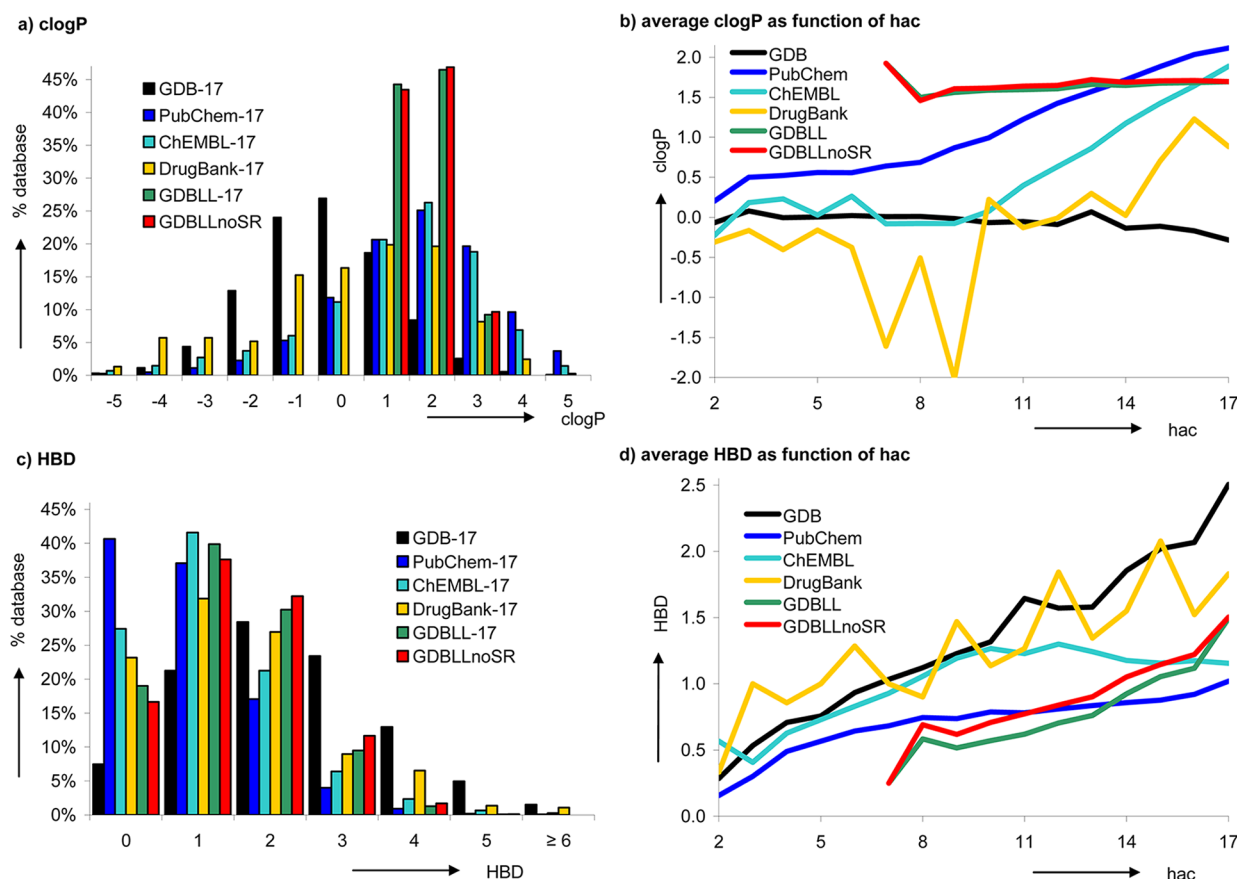 a) clogP
45%
40%
35%
30%
25%
20%
15%
10%
5%
0%
% database
GDB-17
PubChem-17
ChEMBL-17
DrugBank-17
GDBLL-17
GDBLLnoSR
-5 -4 -3 -2 -1 0 1 2 3 4 5
clogP
b) average clogP as function of hac
2.0
1.5
1.0
0.5
0.0
-0.5
-1.0
-1.5
-2.0
clogP
GDB
PubChem
ChEMBL
DrugBank
GDBLL
GDBLLnoSR
2 5 8 11 14 17
hac
c) HBD
45%
40%
35%
30%
25%
20%
15%
10%
5%
0%
% database
GDB-17
PubChem-17
ChEMBL-17
DrugBank-17
GDBLL-17
GDBLLnoSR
0 1 2 3 4 5 ≥ 6
HBD
d) average HBD as function of hac
2.5
2.0
1.5
1.0
0.5
0.0
HBD
GDB
PubChem
ChEMBL
DrugBank
GDBLL
GDBLLnoSR
2 5 8 11 14 17
hac